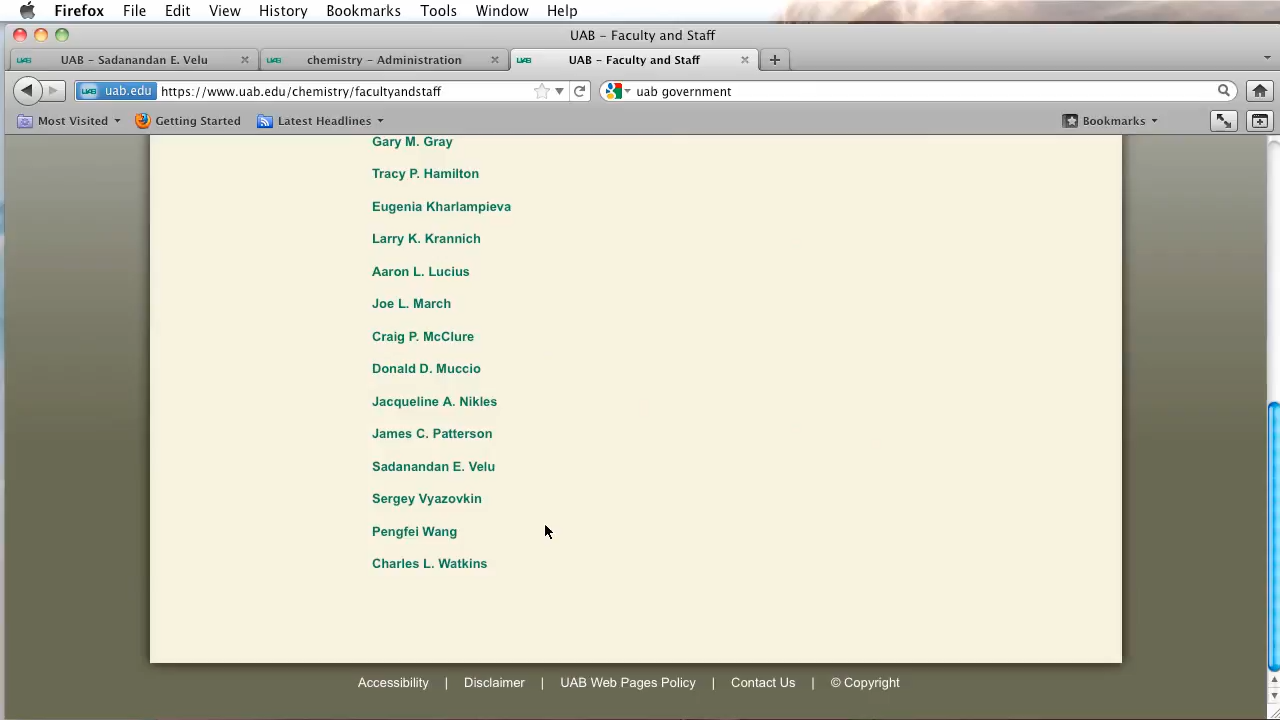 Firefox File Edit View History Bookmarks Tools Window Help
UAB – Faculty and Staff
UAB UAB – Sadanandan E. Velu UAB chemistry – Administration UAB UAB – Faculty and Staff
UAB uab.edu https://www.uab.edu/chemistry/facultyandstaff uab government
Most Visited Getting Started Latest Headlines Bookmarks
Gary M. Gray
Tracy P. Hamilton
Eugenia Kharlampieva
Larry K. Krannich
Aaron L. Lucius
Joe L. March
Craig P. McClure
Donald D. Muccio
Jacqueline A. Nikles
James C. Patterson
Sadanandan E. Velu
Sergey Vyazovkin
Pengfei Wang
Charles L. Watkins
Accessibility | Disclaimer | UAB Web Pages Policy | Contact Us | © Copyright